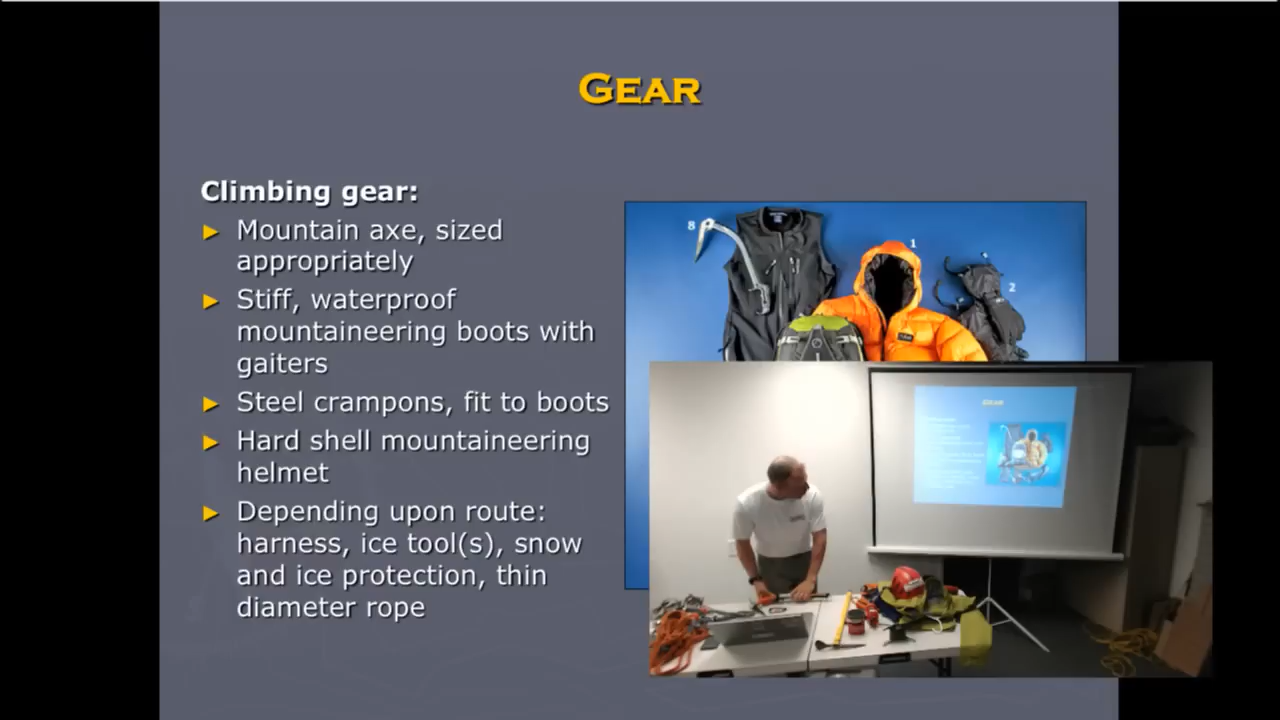 GEAR
Climbing gear:
► Mountain axe, sized
appropriately
► Stiff, waterproof
mountaineering boots with
gaiters
► Steel crampons, fit to boots
► Hard shell mountaineering
helmet
► Depending upon route:
harness, ice tool(s), snow
and ice protection, thin
diameter rope
8
1
2
GEAR